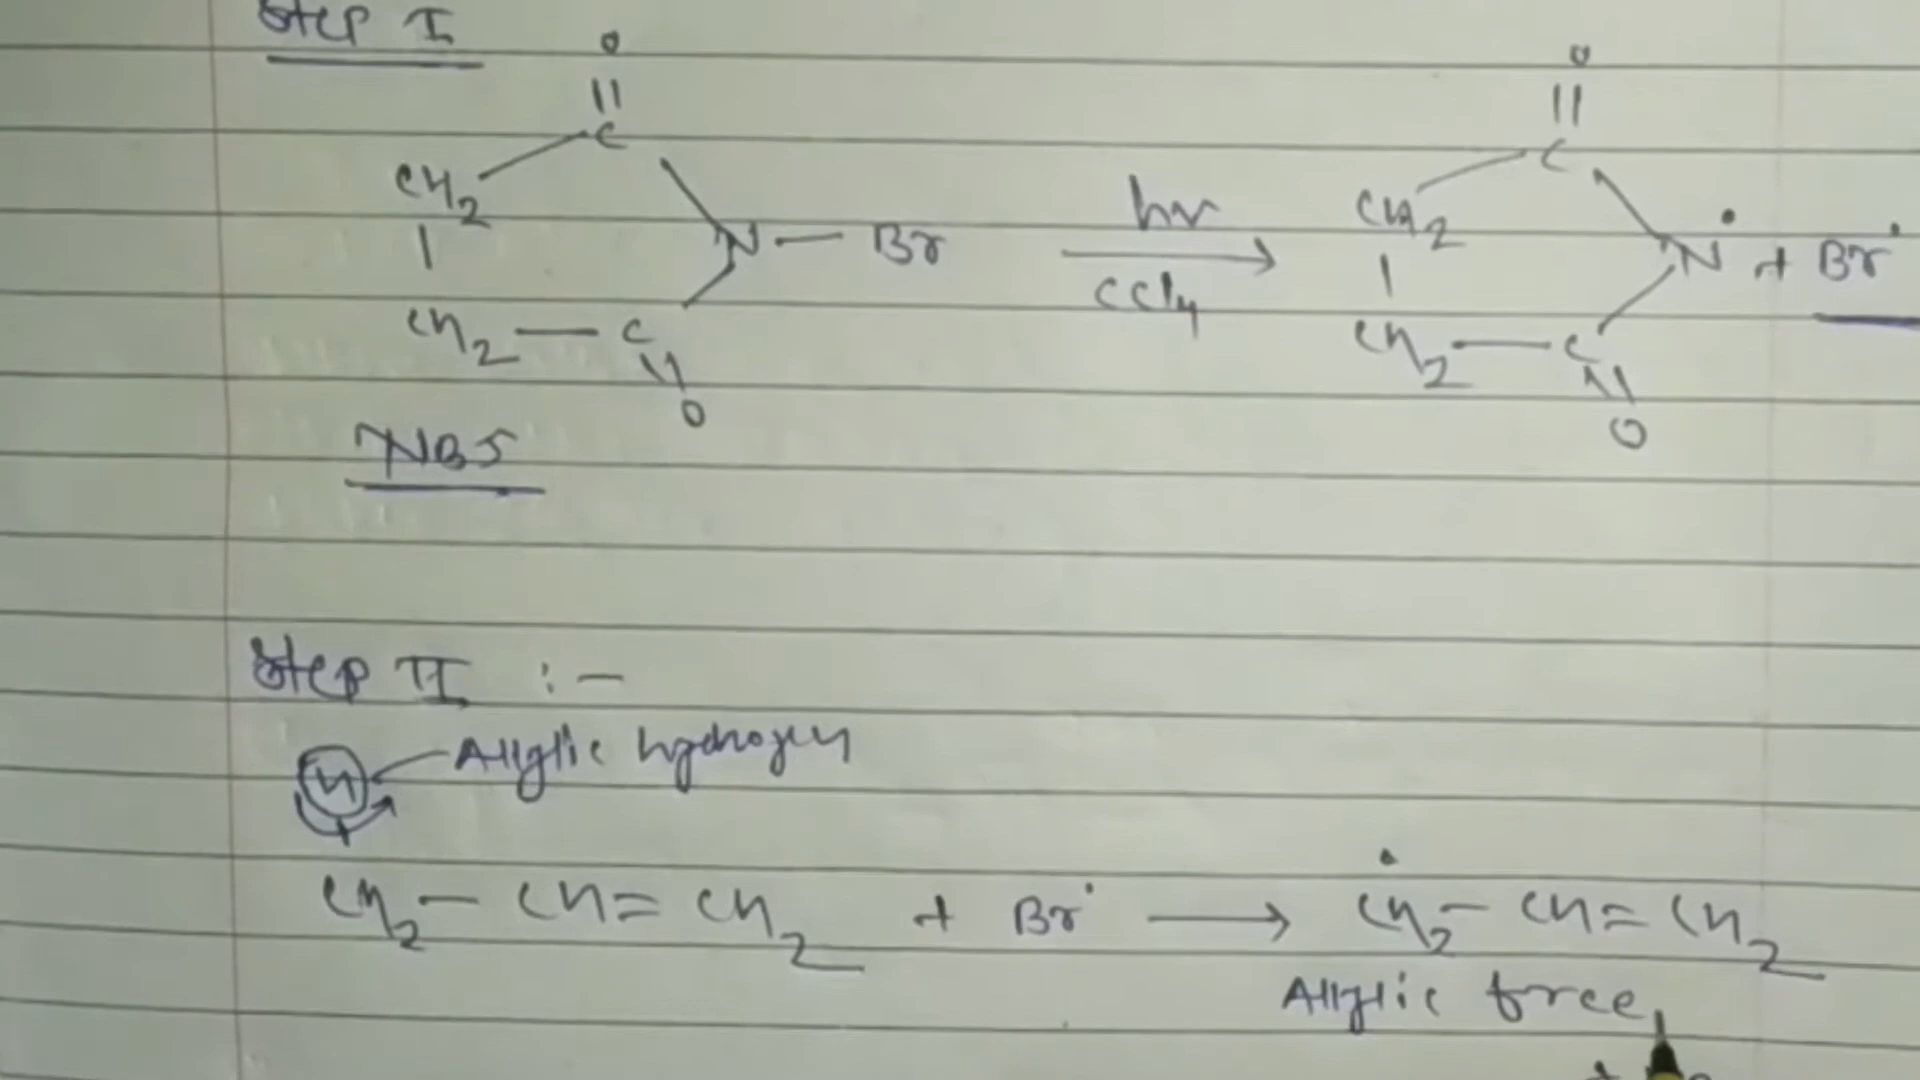 Step I
O O
|| ||
C C
CH2 CH2
| N — Br hν → | N• + Br•
CCl4
CH2 — C CH2 — C
|| ||
O O
NBS
Step II :-
H Allylic hydrogen
CH2 - CH = CH2 + Br• → •CH2 - CH = CH2
Allylic free